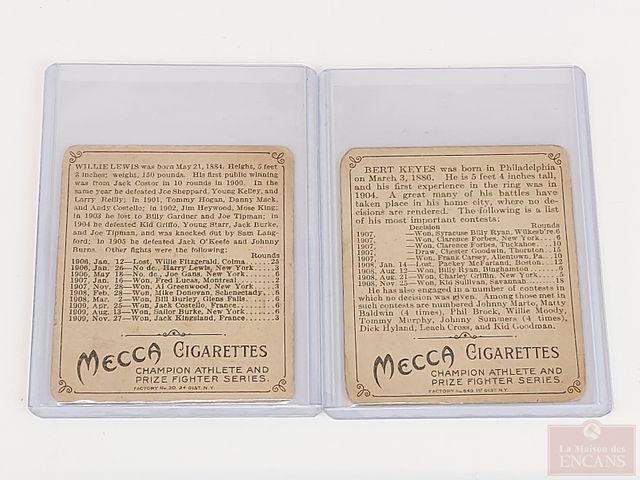 WILLIE LEWIS was born May 21, 1884. Height, 5 feet
8 inches; weight, 150 pounds. His first public winning
was from Jack Costor in 10 rounds in 1900. In the
same year he defeated Joe Sheppard, Young Kelley, and
Larry Reilly; in 1901, Tommy Hogan, Danny Mack,
and Andy Costello; in 1902, Jim Heywood, Mose King;
in 1903 he lost to Billy Gardner and Joe Tipman; in
1904 he defeated Kid Griffo, Young Starr, Jack Burke,
and Joe Tipman, and was knocked out by Sam Lang-
ford; in 1905 he defeated Jack O'Keefe and Johnny
Burns. Other fights were the following:
Rounds
1906, Jan. 12—Lost, Willie Fitzgerald, Colma. 25
1906, Jan. 26—No de., Harry Lewis, New York...3
1906, May 18—No de., Joe Gans, New York....6
1907, Jan. 16—Won, Fred Lucas, Montreal......2
1907, Nov. 28—Won, Al Greenwood, New York..3
1908, Feb. 28—Won, Mike Donovan, Schenectady.3
1908, Mar. 2—Won, Bill Burley, Glens Falls....6
1909, Apr. 25—Won, Jack Costello, France......6
1909, Aug. 13—Won, Sailor Burke, New York....6
1909, Nov. 27—Won, Jack Kingsland, France....3
MECCA CIGARETTES
CHAMPION ATHLETE AND
PRIZE FIGHTER SERIES.
FACTORY No. 30, 2d DIST. N.Y.
BERT KEYES was born in Philadelphia
on March 3, 1886. He is 5 feet 4 inches tall,
and his first experience in the ring was in
1904. A great many of his battles have
taken place in his home city, where no de-
cisions are rendered. The following is a list
of his most important contests:
Decision Rounds
1907, —Won, Syracuse Billy Ryan, Wilkesb're.6
1907, —Won, Clarence Forbes, New York....6
1907, —Won, Clarence Forbes, Tuckahoe...10
1907, —Draw, Chester Goodwin, Thornton..15
1907, —Won, Frank Carsey, Allentown, Pa..10
1908, Jan. 14—Lost, Packey McFarland, Boston..12
1908, Aug. 12—Won, Billy Ryan, Binghamton.....6
1908, Aug. 21—Won, Charley Griffin, New York...6
1908, Nov. 25—Won, Kid Sullivan, Savannah.....18
He has also engaged in a number of contests in
which no decision was given. Among those met in
such contests are numbered Johnny Marto, Matty
Baldwin (4 times), Phil Brock, Willie Moody,
Tommy Murphy, Johnny Summers (4 times),
Dick Hyland, Leach Cross, and Kid Goodman.
MECCA CIGARETTES
CHAMPION ATHLETE AND
PRIZE FIGHTER SERIES.
FACTORY No. 649, 1st DIST. N.Y.
La Maison des
ENCANS